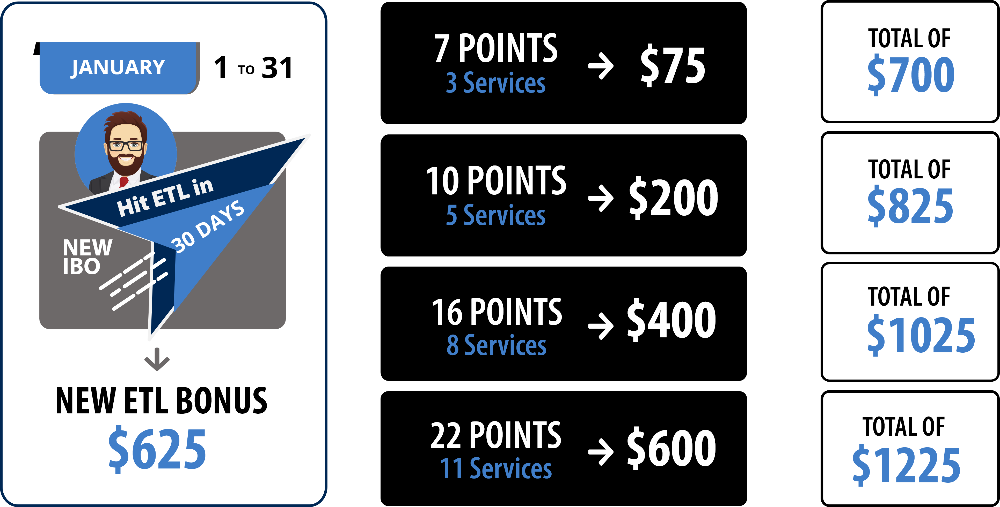 JANUARY
1 TO 31
Hit ETL in
30 DAYS
NEW
IBO
NEW ETL BONUS
$625
7 POINTS
3 Services
$75
TOTAL OF
$700
10 POINTS
5 Services
$200
TOTAL OF
$825
16 POINTS
8 Services
$400
TOTAL OF
$1025
22 POINTS
11 Services
$600
TOTAL OF
$1225